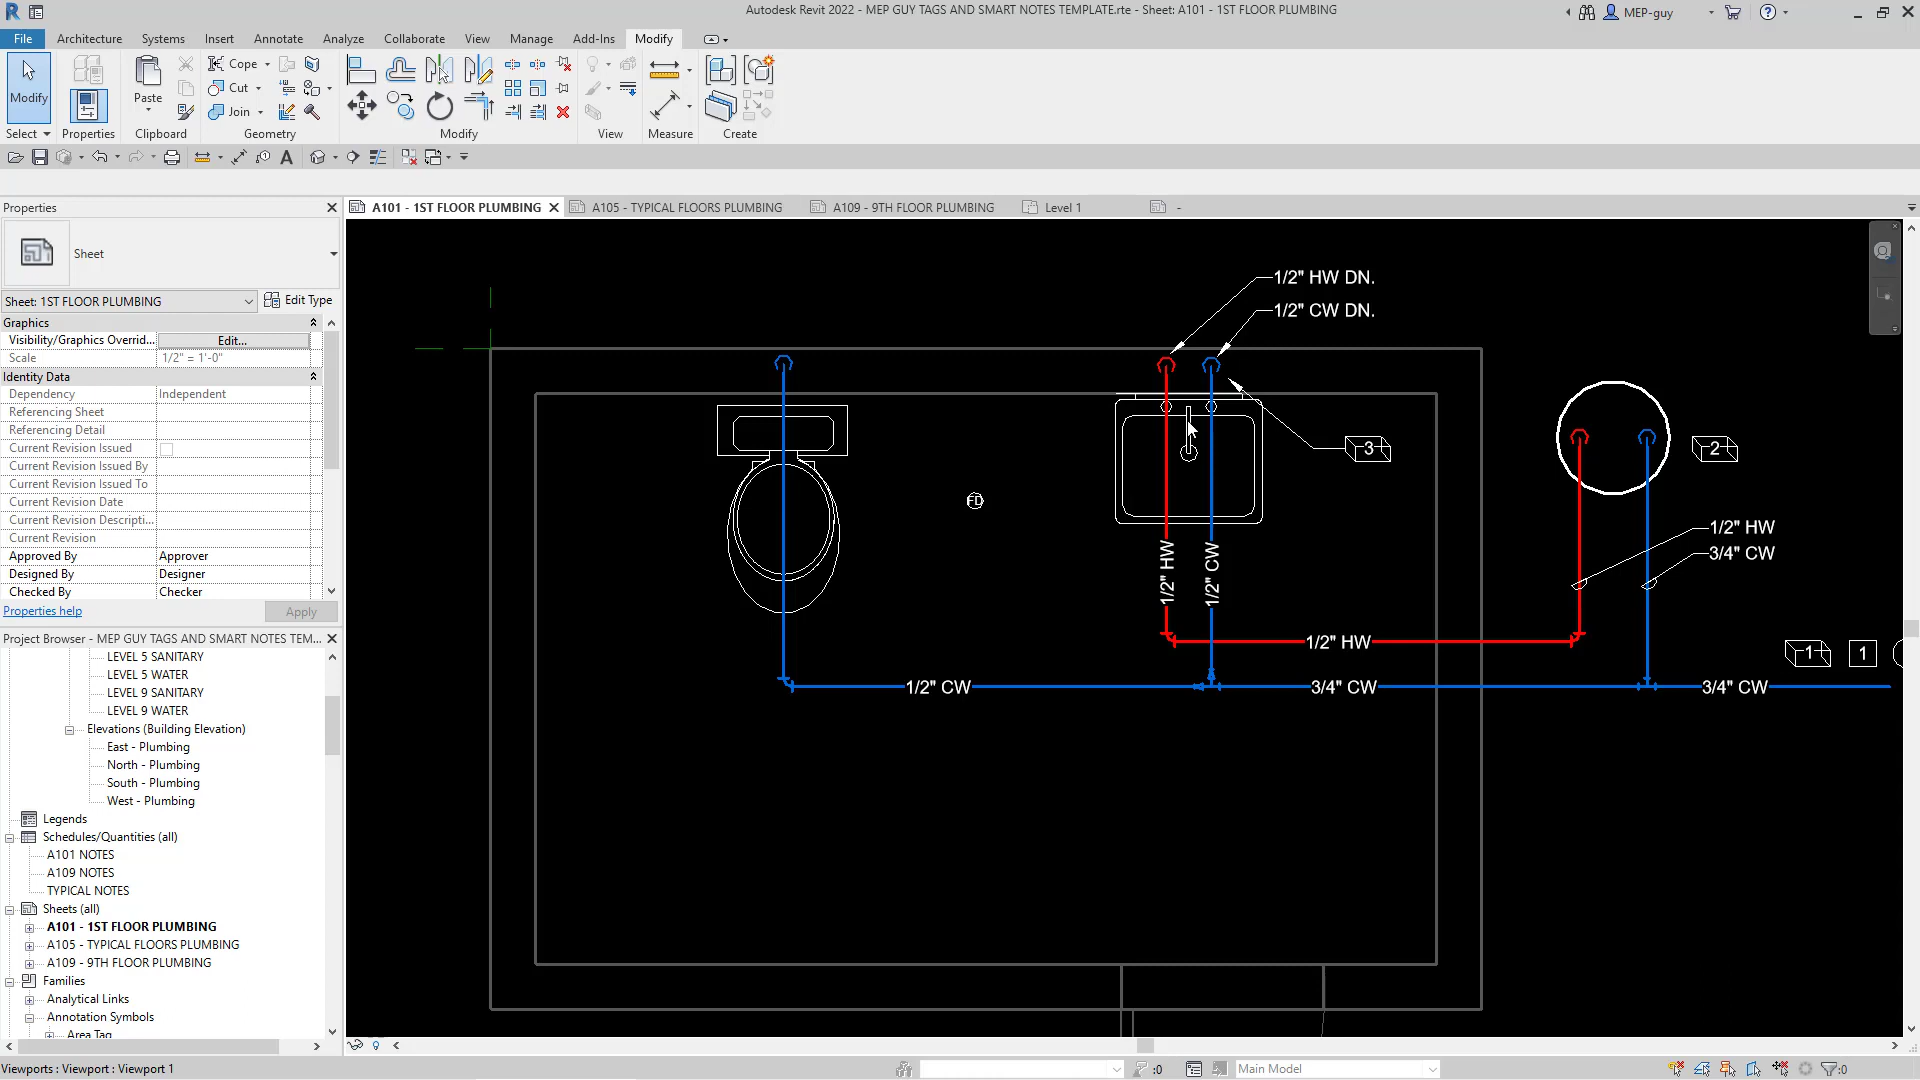 Autodesk Revit 2022 - MEP GUY TAGS AND SMART NOTES TEMPLATE.rte - Sheet: A101 - 1ST FLOOR PLUMBING
MEP-guy
File Architecture Systems Insert Annotate Analyze Collaborate View Manage Add-Ins Modify
Modify
Paste
Cope
Cut
Join
Select Properties Clipboard Geometry Modify View Measure Create
Properties
Sheet
Sheet: 1ST FLOOR PLUMBING
Edit Type
Graphics
Visibility/Graphics Overrid... Edit...
Scale 1/2" = 1'-0"
Identity Data
Dependency Independent
Referencing Sheet
Referencing Detail
Current Revision Issued
Current Revision Issued By
Current Revision Issued To
Current Revision Date
Current Revision Descripti...
Current Revision
Approved By Approver
Designed By Designer
Checked By Checker
Properties help
Apply
Project Browser - MEP GUY TAGS AND SMART NOTES TEM...
LEVEL 5 SANITARY
LEVEL 5 WATER
LEVEL 9 SANITARY
LEVEL 9 WATER
Elevations (Building Elevation)
East - Plumbing
North - Plumbing
South - Plumbing
West - Plumbing
Legends
Schedules/Quantities (all)
A101 NOTES
A109 NOTES
TYPICAL NOTES
Sheets (all)
A101 - 1ST FLOOR PLUMBING
A105 - TYPICAL FLOORS PLUMBING
A109 - 9TH FLOOR PLUMBING
Families
Analytical Links
Annotation Symbols
Area Tag
A101 - 1ST FLOOR PLUMBING
A105 - TYPICAL FLOORS PLUMBING
A109 - 9TH FLOOR PLUMBING
Level 1
-
1/2" HW DN.
1/2" CW DN.
3
2
FD
1/2" HW
3/4" CW
1/2" HW
1/2" CW
1/2" HW
1
1
1/2" CW
3/4" CW
3/4" CW
Viewports : Viewport : Viewport 1
:0
Main Model
:0